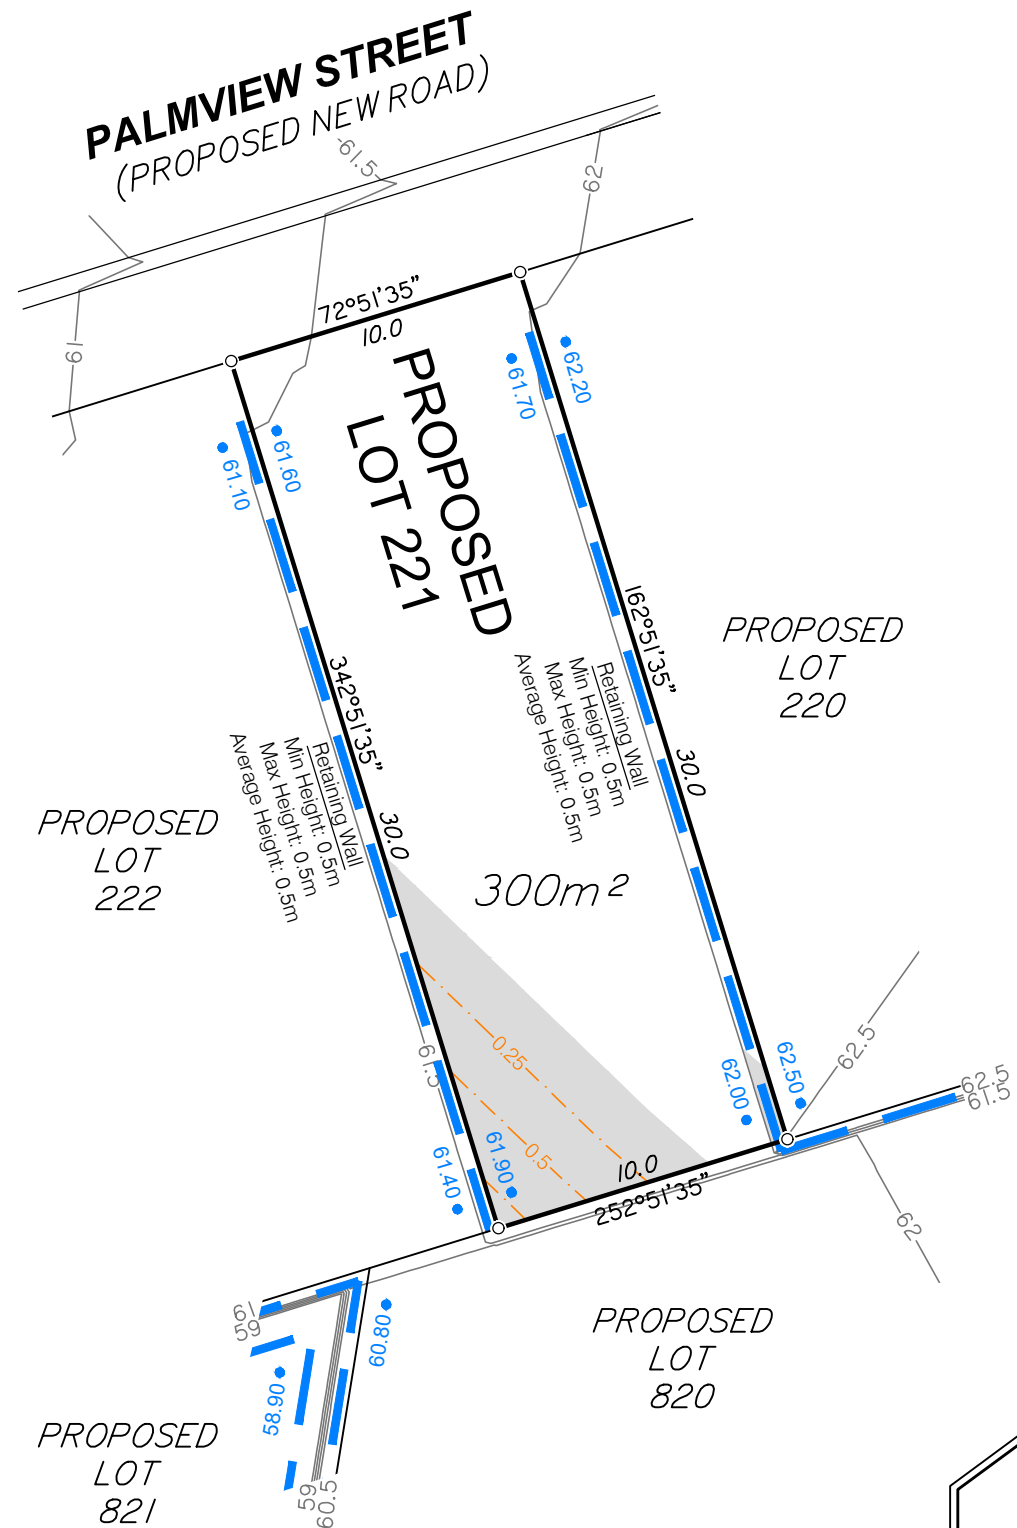 PALMVIEW STREET
(PROPOSED NEW ROAD)
61.5
62
61
72°51'35"
10.0
62.20
61.70
61.60
61.10
PROPOSED
LOT 221
162°51'35"
30.0
Retaining Wall
Min Height: 0.5m
Max Height: 0.5m
Average Height: 0.5m
PROPOSED
LOT
220
342°51'35"
30.0
Retaining Wall
Min Height: 0.5m
Max Height: 0.5m
Average Height: 0.5m
PROPOSED
LOT
222
300m²
0.25
0.5
61.5
62.5
62.50
62.00
62.5
61.5
61.90
61.40
10.0
252°51'35"
62
61
59
60.80
58.90
PROPOSED
LOT
820
PROPOSED
LOT
821
59
60.5